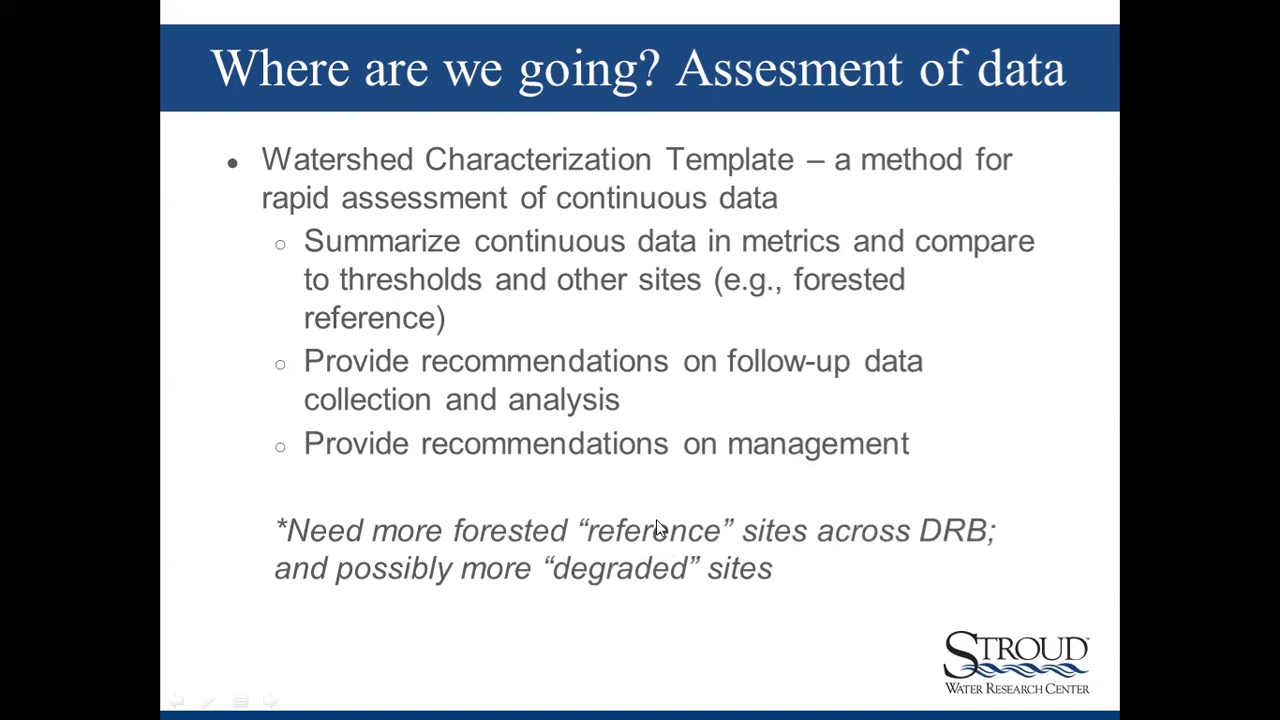 Where are we going? Assesment of data
● Watershed Characterization Template – a method for
rapid assessment of continuous data
○ Summarize continuous data in metrics and compare
to thresholds and other sites (e.g., forested
reference)
○ Provide recommendations on follow-up data
collection and analysis
○ Provide recommendations on management
*Need more forested “reference” sites across DRB;
and possibly more “degraded” sites
STROUD™
WATER RESEARCH CENTER